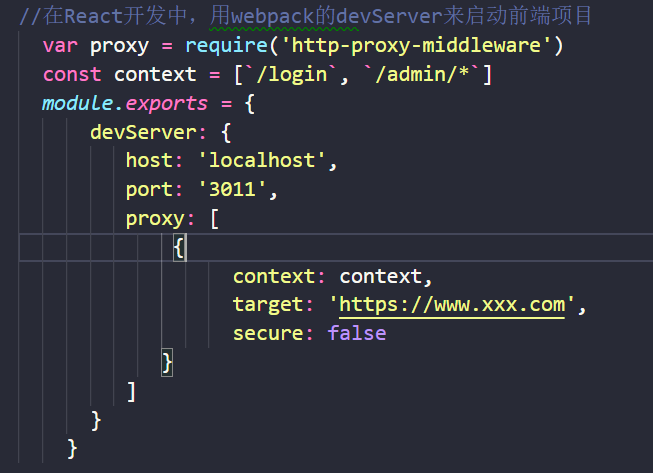 //在React开发中，用webpack的devServer来启动前端项目
var proxy = require('http-proxy-middleware')
const context = [`/login`, `/admin/*`]
module.exports = {
devServer: {
host: 'localhost',
port: '3011',
proxy: [
{
context: context,
target: 'https://www.xxx.com',
secure: false
}
]
}
}